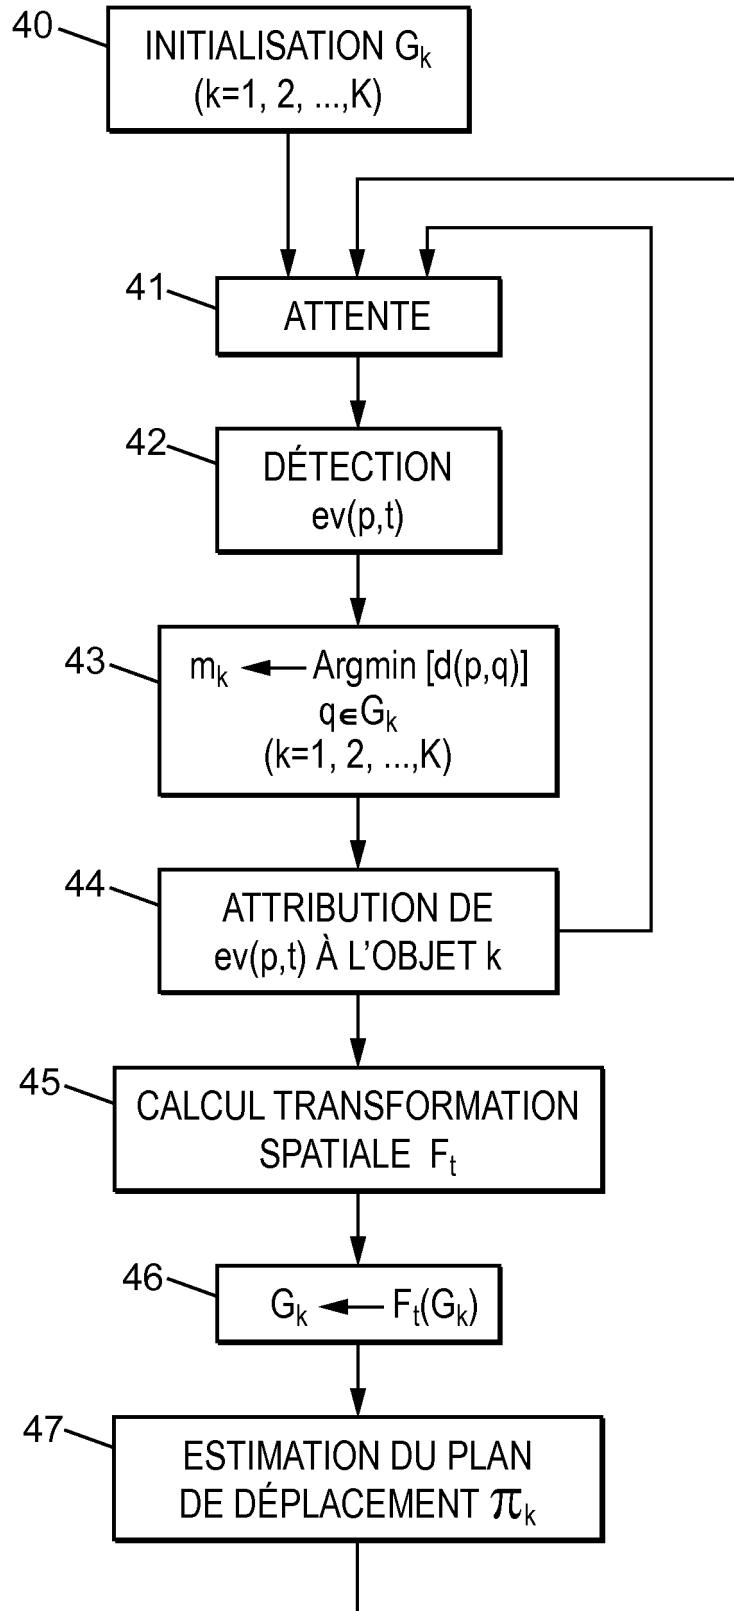 40
INITIALISATION Gk
(k=1, 2, ...,K)
41
ATTENTE
42
DÉTECTION
ev(p,t)
43
mk ← Argmin [d(p,q)]
q∈Gk
(k=1, 2, ...,K)
44
ATTRIBUTION DE
ev(p,t) À L'OBJET k
45
CALCUL TRANSFORMATION
SPATIALE Ft
46
Gk ← Ft(Gk)
47
ESTIMATION DU PLAN
DE DÉPLACEMENT πk